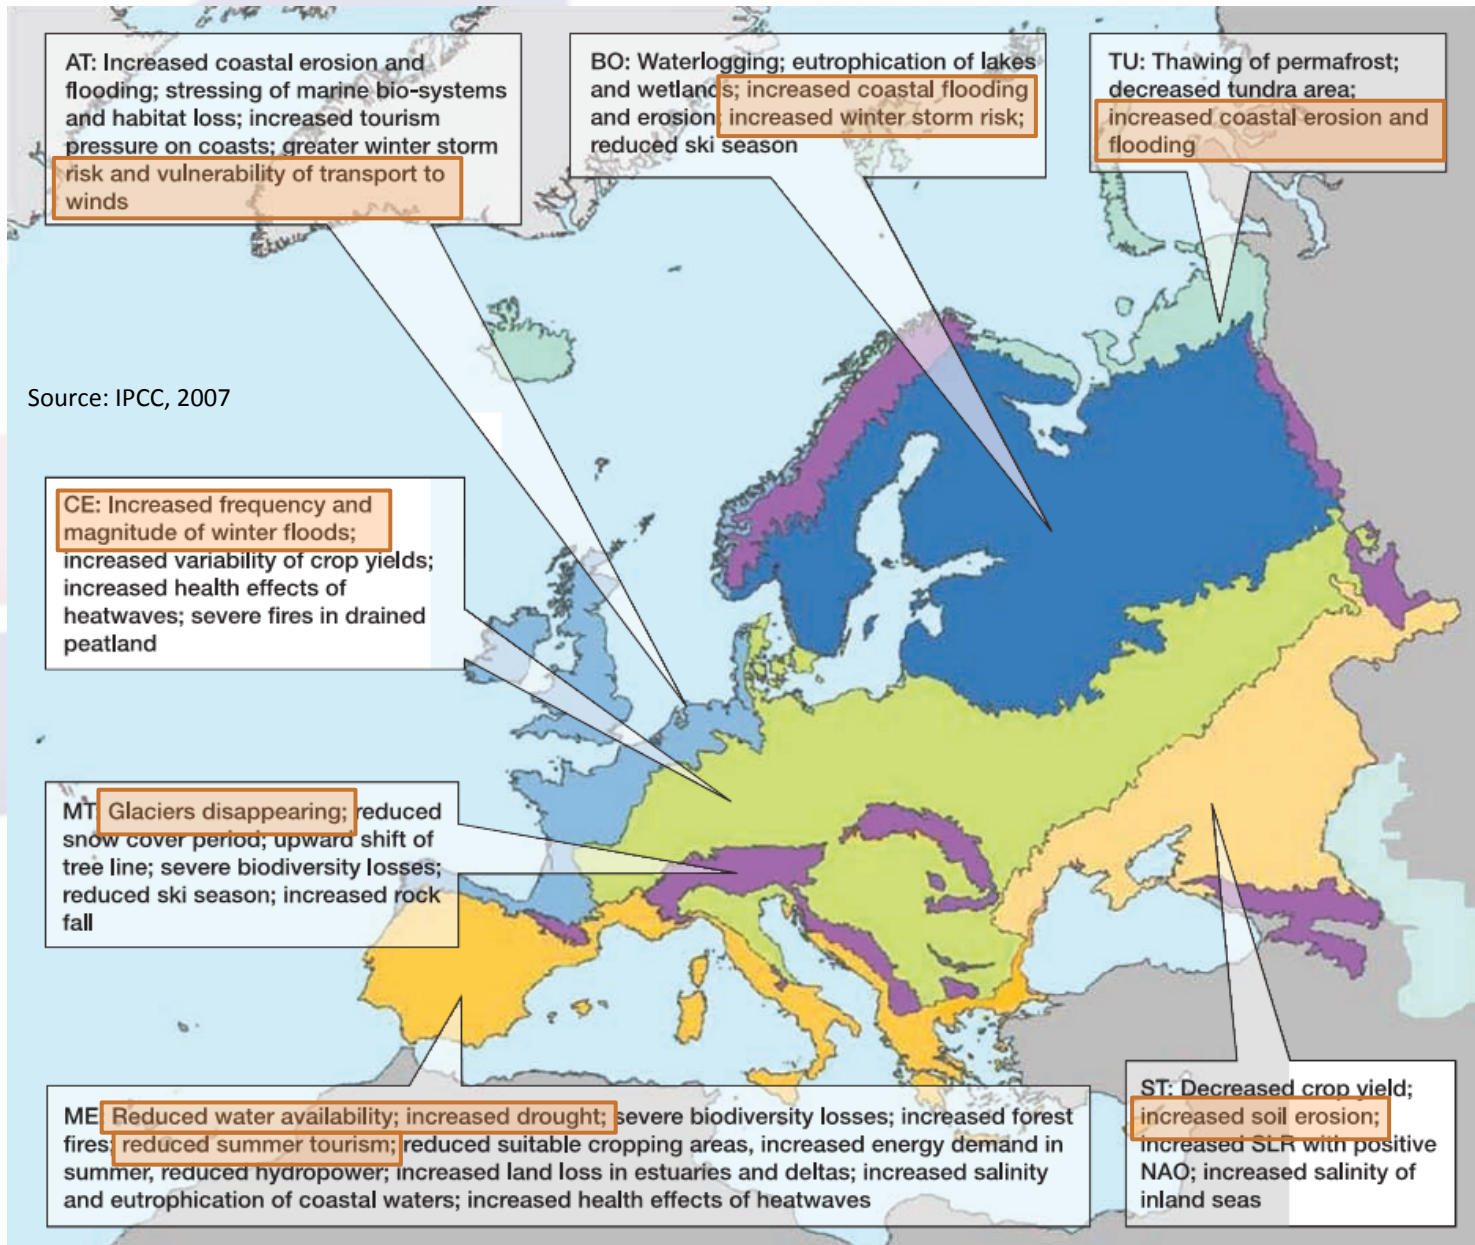 AT: Increased coastal erosion and
flooding; stressing of marine bio-systems
and habitat loss; increased tourism
pressure on coasts; greater winter storm
risk and vulnerability of transport to
winds
BO: Waterlogging; eutrophication of lakes
and wetlands; increased coastal flooding
and erosion; increased winter storm risk;
reduced ski season
TU: Thawing of permafrost;
decreased tundra area;
increased coastal erosion and
flooding
Source: IPCC, 2007
CE: Increased frequency and
magnitude of winter floods;
increased variability of crop yields;
increased health effects of
heatwaves; severe fires in drained
peatland
MT: Glaciers disappearing; reduced
snow cover period; upward shift of
tree line; severe biodiversity losses;
reduced ski season; increased rock
fall
ME: Reduced water availability; increased drought; severe biodiversity losses; increased forest
fires; reduced summer tourism; reduced suitable cropping areas, increased energy demand in
summer, reduced hydropower; increased land loss in estuaries and deltas; increased salinity
and eutrophication of coastal waters; increased health effects of heatwaves
ST: Decreased crop yield;
increased soil erosion;
increased SLR with positive
NAO; increased salinity of
inland seas